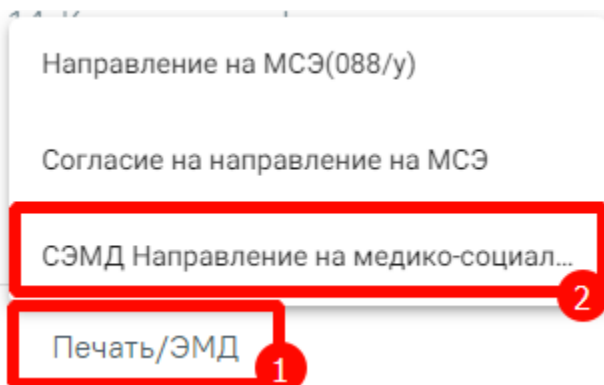 Направление на МСЭ(088/у)
Согласие на направление на МСЭ
СЭМД Направление на медико-социал...
2
Печать/ЭМД
1